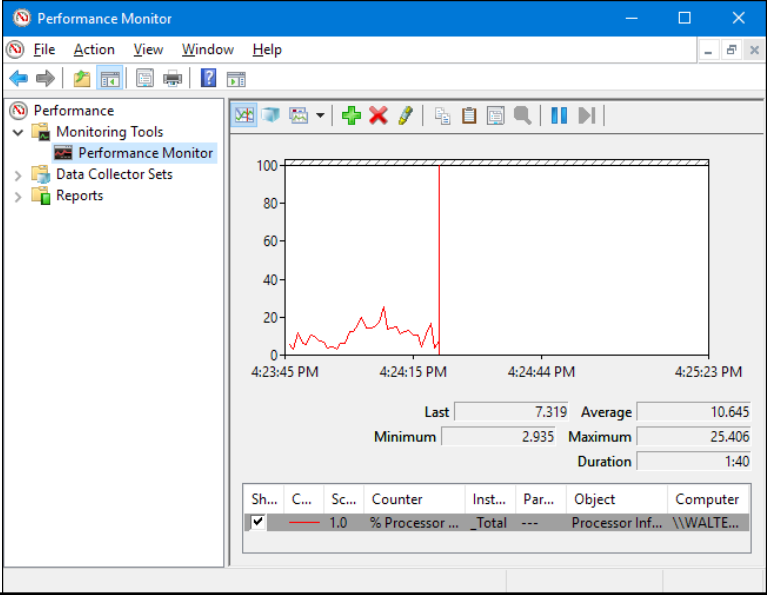 Performance Monitor
File Action View Window Help
Performance
Monitoring Tools
Performance Monitor
Data Collector Sets
Reports
100
80
60
40
20
0
4:23:45 PM 4:24:15 PM 4:24:44 PM 4:25:23 PM
Last 7.319 Average 10.645
Minimum 2.935 Maximum 25.406
Duration 1:40
Sh... C... Sc... Counter Inst... Par... Object Computer
1.0 % Processor ... _Total --- Processor Inf... \\WALTE...